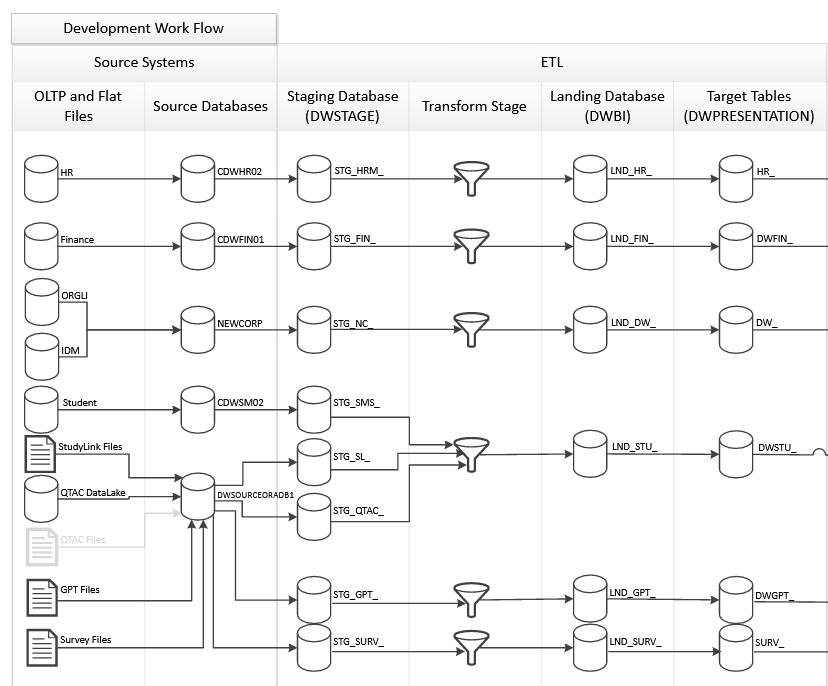 Development Work Flow
Source Systems
ETL
OLTP and Flat
Files
Source Databases
Staging Database
(DWSTAGE)
Transform Stage
Landing Database
(DWBI)
Target Tables
(DWPRESENTATION)
HR
CDWHR02
STG_HRM_
LND_HR_
HR_
Finance
CDWFIN01
STG_FIN_
LND_FIN_
DWFIN_
ORGLI
IDM
NEWCORP
STG_NC_
LND_DW_
DW_
Student
CDWSM02
STG_SMS_
StudyLink Files
STG_SL_
LND_STU_
DWSTU_
QTAC DataLake
DWSOURCEORADB1
STG_QTAC_
QTAC Files
GPT Files
STG_GPT_
LND_GPT_
DWGPT_
Survey Files
STG_SURV_
LND_SURV_
SURV_